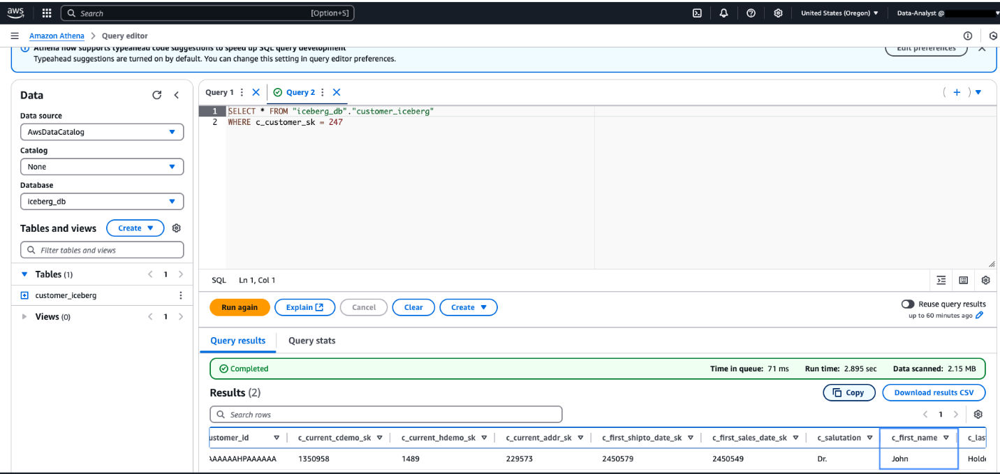 aws
Search [Option+S]
United States (Oregon)
Data-Analyst @
Amazon Athena > Query editor
Athena now supports typeahead code suggestions to speed up SQL query development
Typeahead suggestions are turned on by default. You can change this setting in query editor preferences.
Edit preferences
Data
Data source
AwsDataCatalog
Catalog
None
Database
iceberg_db
Tables and views
Create
Filter tables and views
Tables (1)
< 1 >
customer_iceberg
Views (0)
< 1 >
Query 1
Query 2
1 SELECT * FROM "iceberg_db"."customer_iceberg"
2 WHERE c_customer_sk = 247
SQL Ln 1, Col 1
Run again
Explain
Cancel
Clear
Create
Reuse query results
up to 60 minutes ago
Query results
Query stats
Completed
Time in queue: 71 ms Run time: 2.895 sec Data scanned: 2.15 MB
Results (2)
Copy
Download results CSV
Search rows
< 1 >
ustomer_id c_current_cdemo_sk c_current_hdemo_sk c_current_addr_sk c_first_shipto_date_sk c_first_sales_date_sk c_salutation c_first_name c_las
AAAAAAHPAAAAAA 1350958 1489 229573 2450579 2450549 Dr. John Holde